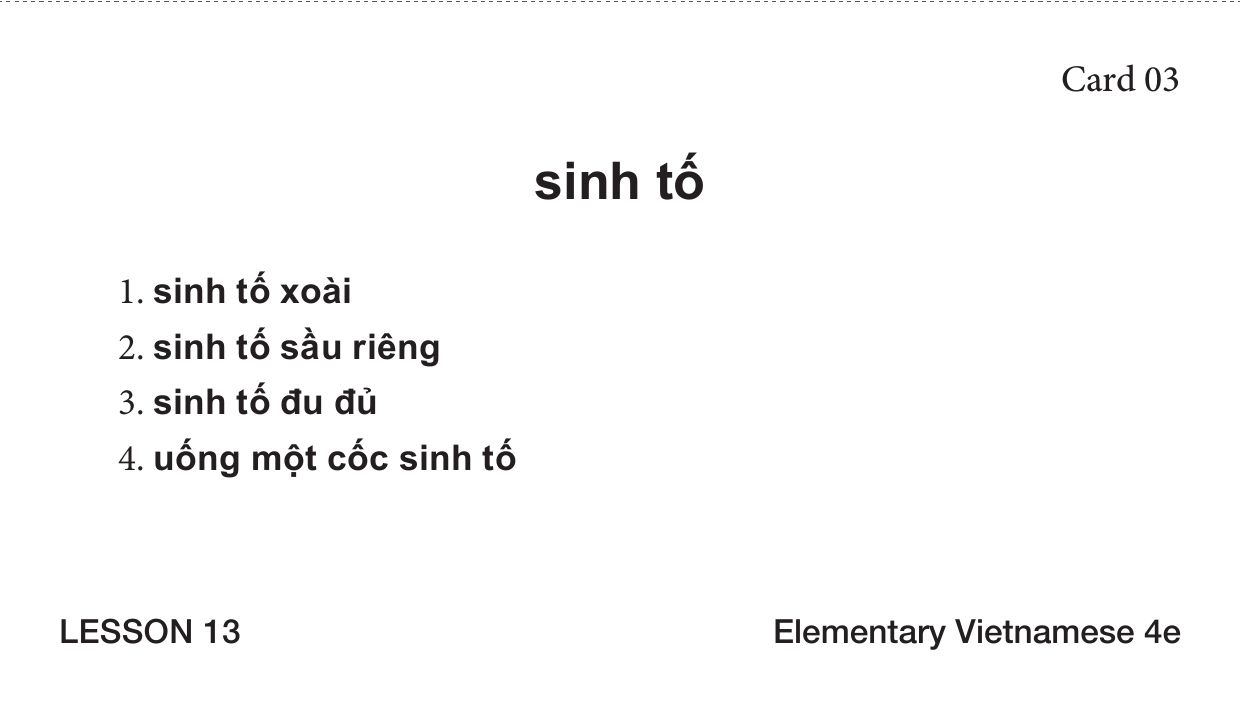 Card 03
sinh tố
1. sinh tố xoài
2. sinh tố sầu riêng
3. sinh tố đu đủ
4. uống một cốc sinh tố
LESSON 13
Elementary Vietnamese 4e